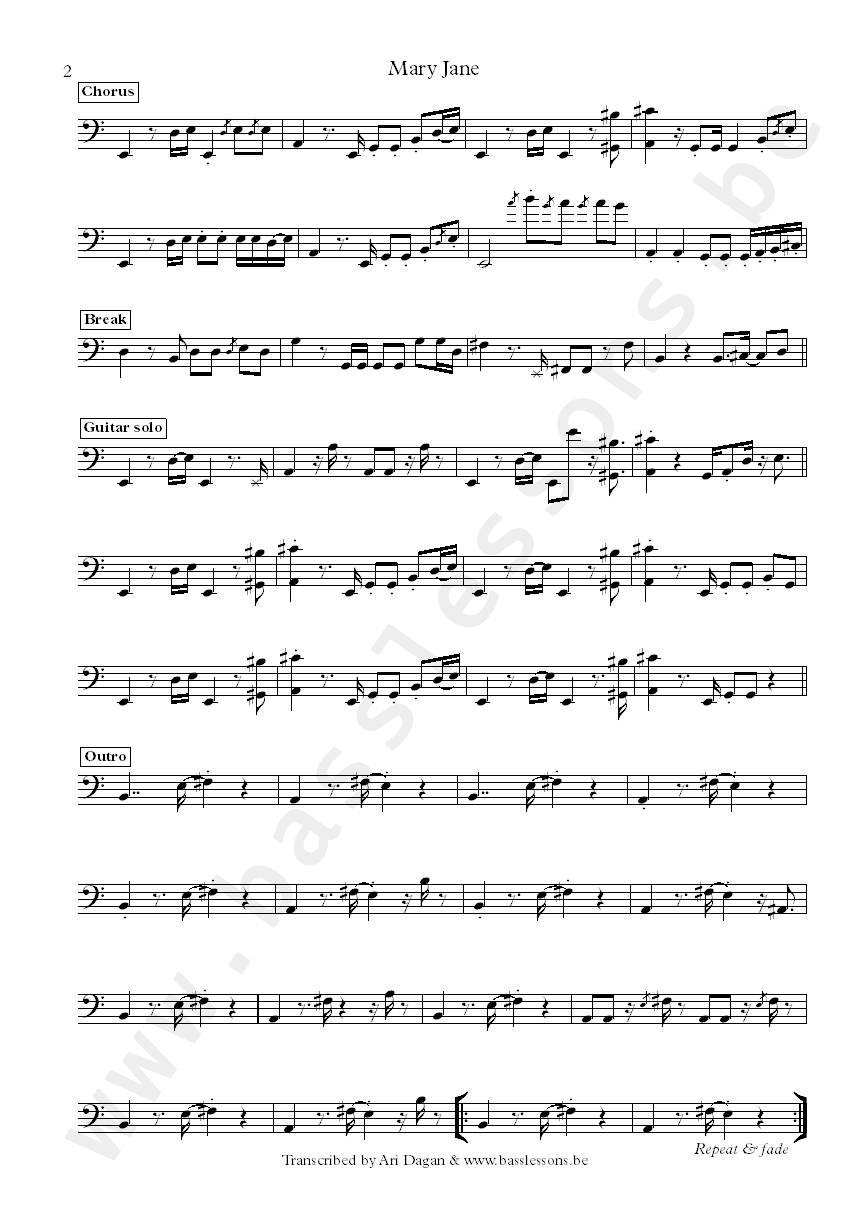 2
Mary Jane
Chorus
Break
Guitar solo
Outro
Repeat & fade
Transcribed by Ari Dagan & www.basslessons.be
www.basslessons.be